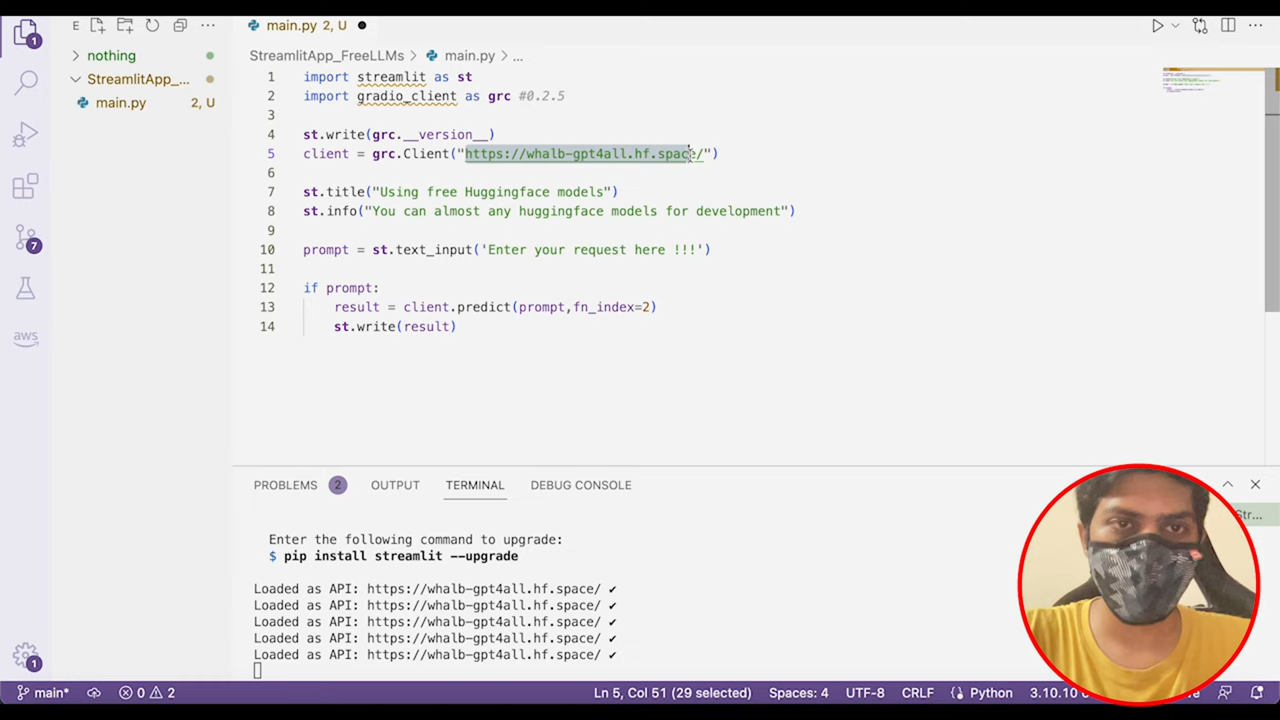 main.py 2, U
nothing
StreamlitApp_...
main.py 2, U
StreamlitApp_FreeLLMs > main.py > ...
1 import streamlit as st
2 import gradio_client as grc #0.2.5
3
4 st.write(grc.__version__)
5 client = grc.Client("https://whalb-gpt4all.hf.space/")
6
7 st.title("Using free Huggingface models")
8 st.info("You can almost any huggingface models for development")
9
10 prompt = st.text_input('Enter your request here !!!')
11
12 if prompt:
13 result = client.predict(prompt,fn_index=2)
14 st.write(result)
1
7
aws
1
PROBLEMS 2 OUTPUT TERMINAL DEBUG CONSOLE
Str...
Enter the following command to upgrade:
$ pip install streamlit --upgrade
Loaded as API: https://whalb-gpt4all.hf.space/ ✔
Loaded as API: https://whalb-gpt4all.hf.space/ ✔
Loaded as API: https://whalb-gpt4all.hf.space/ ✔
Loaded as API: https://whalb-gpt4all.hf.space/ ✔
Loaded as API: https://whalb-gpt4all.hf.space/ ✔
main* 0 2 Ln 5, Col 51 (29 selected) Spaces: 4 UTF-8 CRLF Python 3.10.10